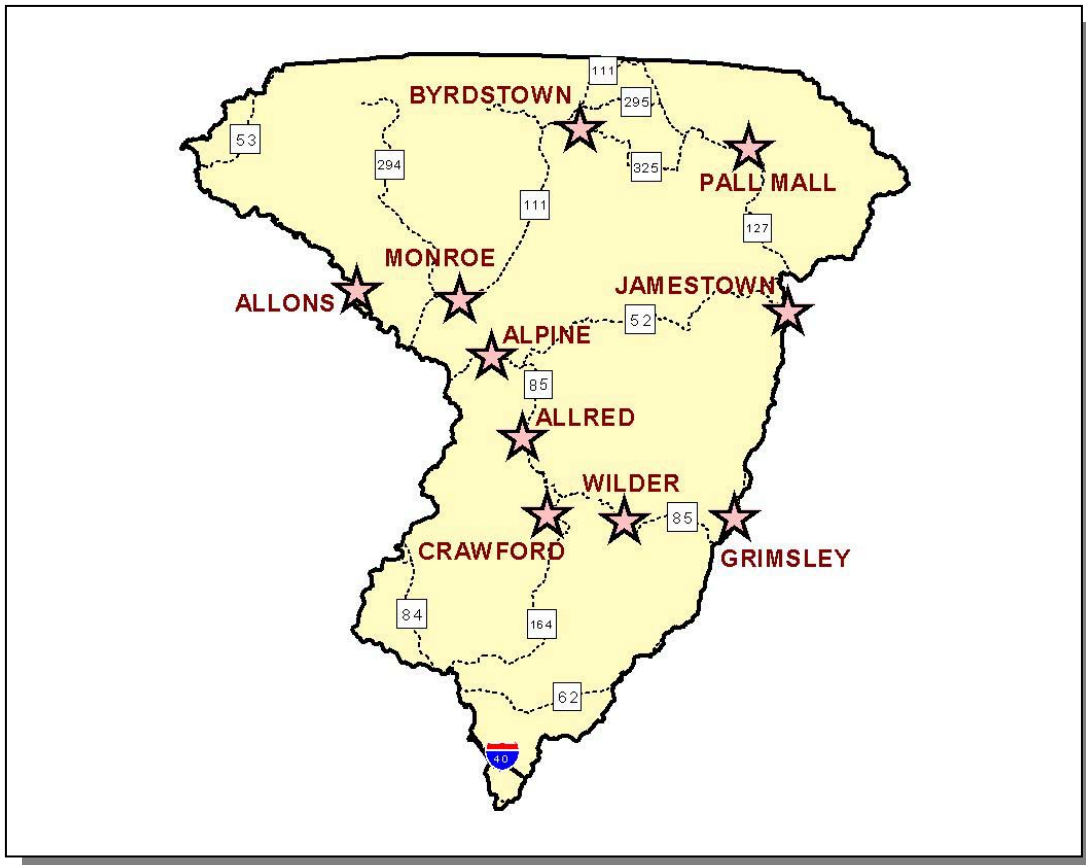 111
BYRDSTOWN
295
53
294
325
PALL MALL
111
127
MONROE
JAMESTOWN
ALLONS
52
ALPINE
85
ALLRED
WILDER
85
CRAWFORD
GRIMSLEY
84
164
62
40